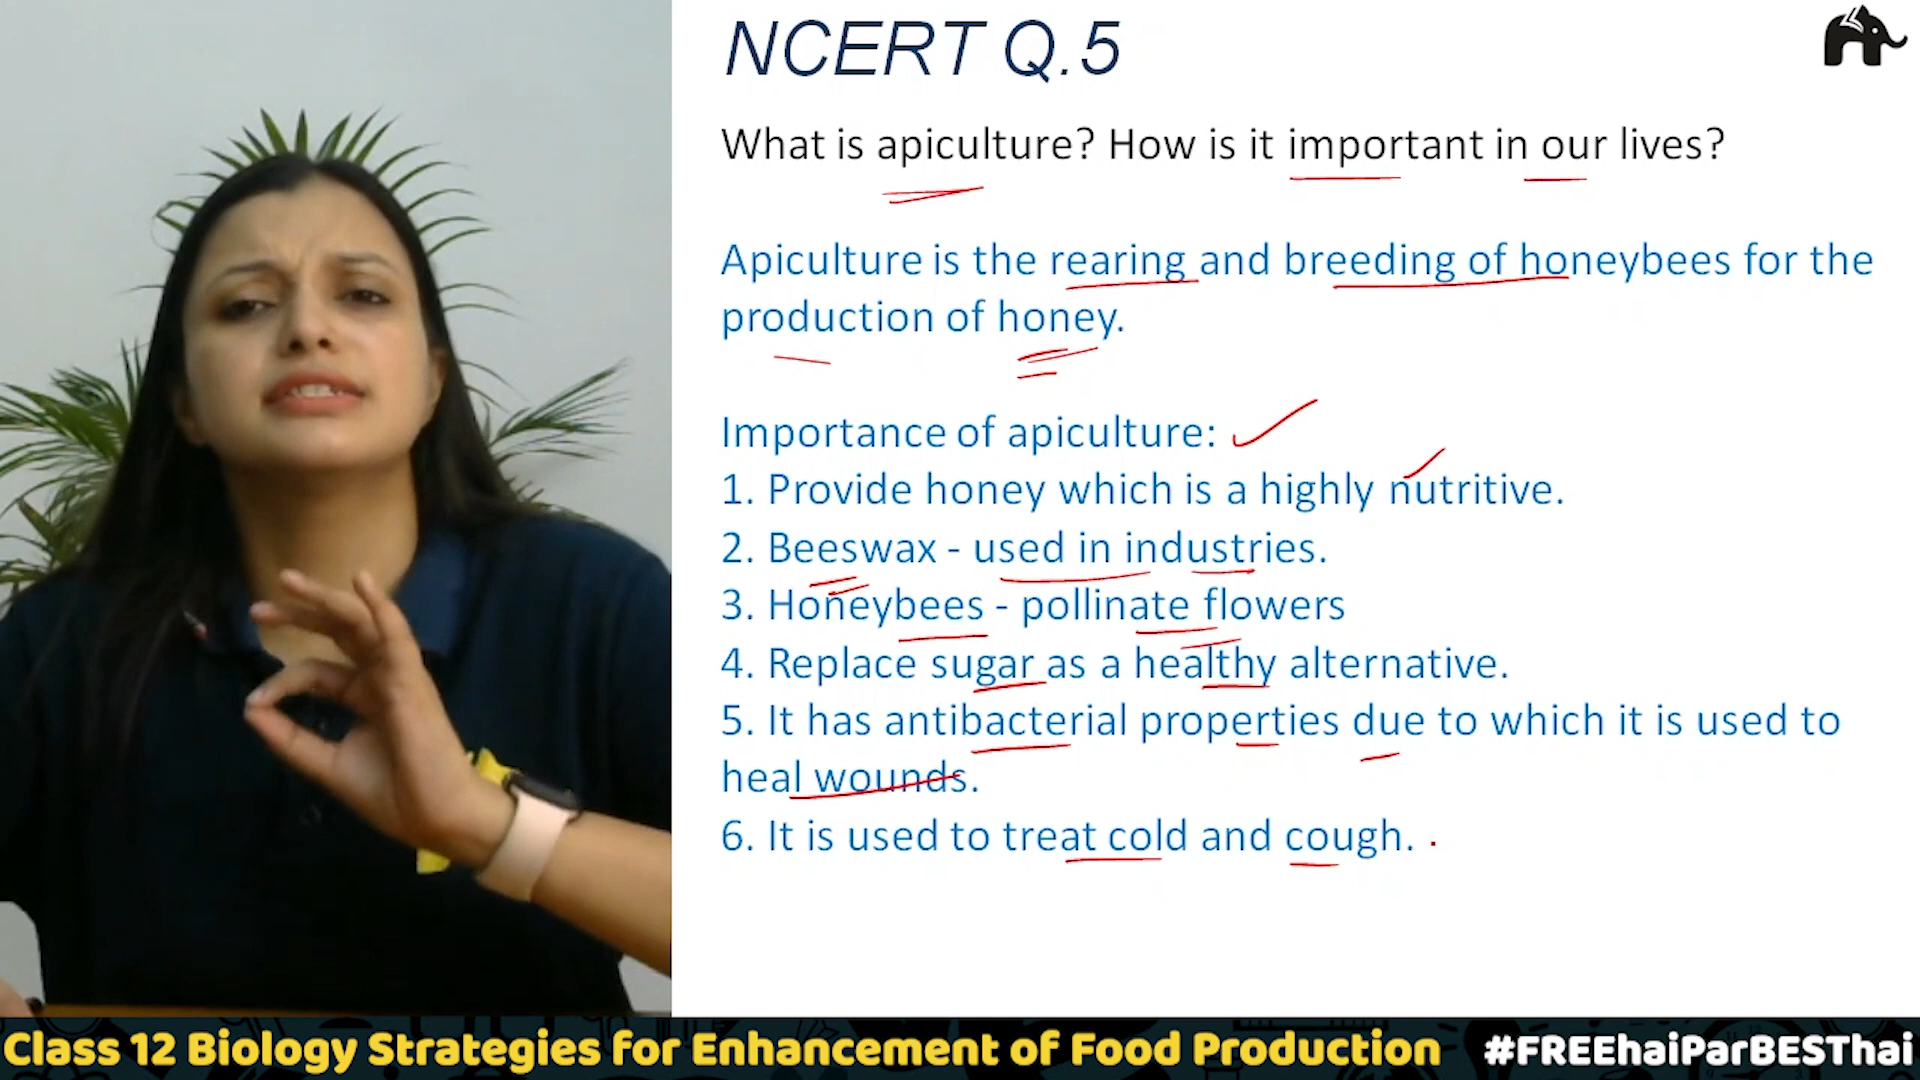 NCERT Q.5
What is apiculture? How is it important in our lives?
Apiculture is the rearing and breeding of honeybees for the
production of honey.
Importance of apiculture:
1. Provide honey which is a highly nutritive.
2. Beeswax - used in industries.
3. Honeybees - pollinate flowers
4. Replace sugar as a healthy alternative.
5. It has antibacterial properties due to which it is used to
heal wounds.
6. It is used to treat cold and cough.
Class 12 Biology Strategies for Enhancement of Food Production #FREEhaiParBESThai